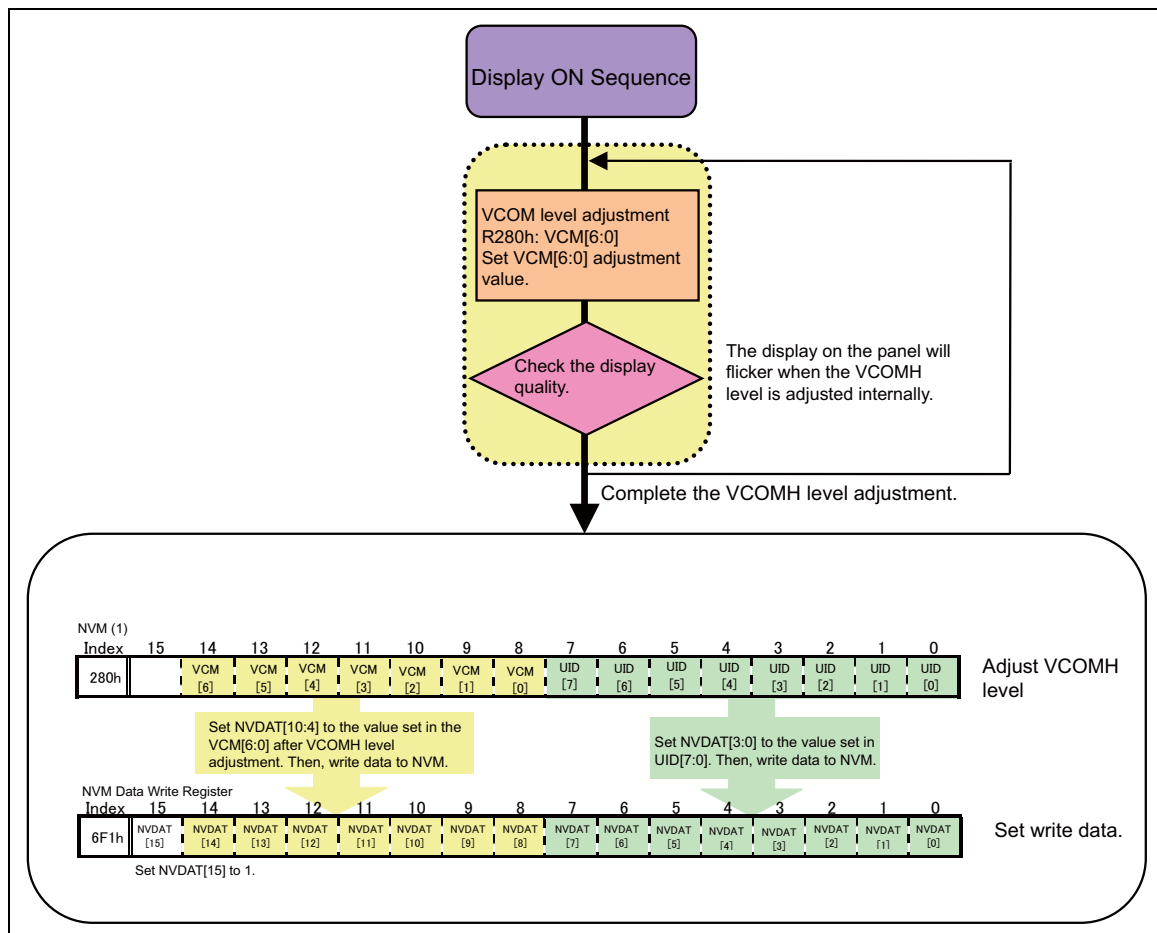 Display ON Sequence
VCOM level adjustment
R280h: VCM[6:0]
Set VCM[6:0] adjustment
value.
Check the display
quality.
The display on the panel will
flicker when the VCOMH
level is adjusted internally.
Complete the VCOMH level adjustment.
NVM (1)
Index 15 14 13 12 11 10 9 8 7 6 5 4 3 2 1 0
280h VCM VCM VCM VCM VCM VCM VCM UID UID UID UID UID UID UID UID
[6] [5] [4] [3] [2] [1] [0] [7] [6] [5] [4] [3] [2] [1] [0]
Adjust VCOMH
level
Set NVDAT[10:4] to the value set in the
VCM[6:0] after VCOMH level
adjustment. Then, write data to NVM.
Set NVDAT[3:0] to the value set in
UID[7:0]. Then, write data to NVM.
NVM Data Write Register
Index 15 14 13 12 11 10 9 8 7 6 5 4 3 2 1 0
6F1h NVDAT NVDAT NVDAT NVDAT NVDAT NVDAT NVDAT NVDAT NVDAT NVDAT NVDAT NVDAT NVDAT NVDAT NVDAT NVDAT
[15] [14] [13] [12] [11] [10] [9] [8] [7] [6] [5] [4] [3] [2] [1] [0]
Set write data.
Set NVDAT[15] to 1.